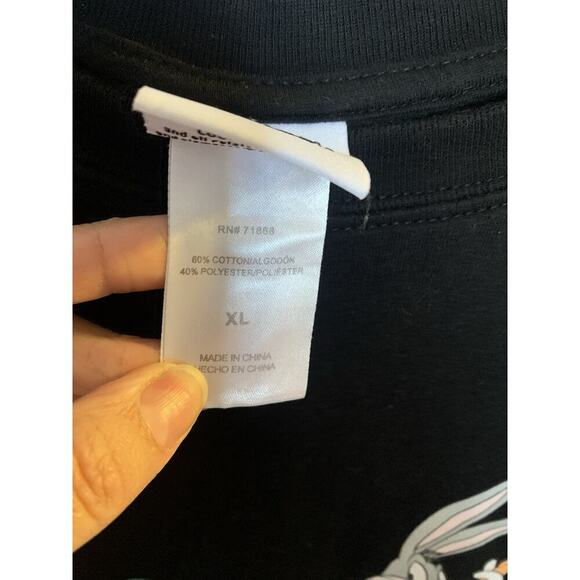 RN# 71868
60% COTTON/ALGODÓN
40% POLYESTER/POLIÉSTER
XL
MADE IN CHINA
HECHO EN CHINA